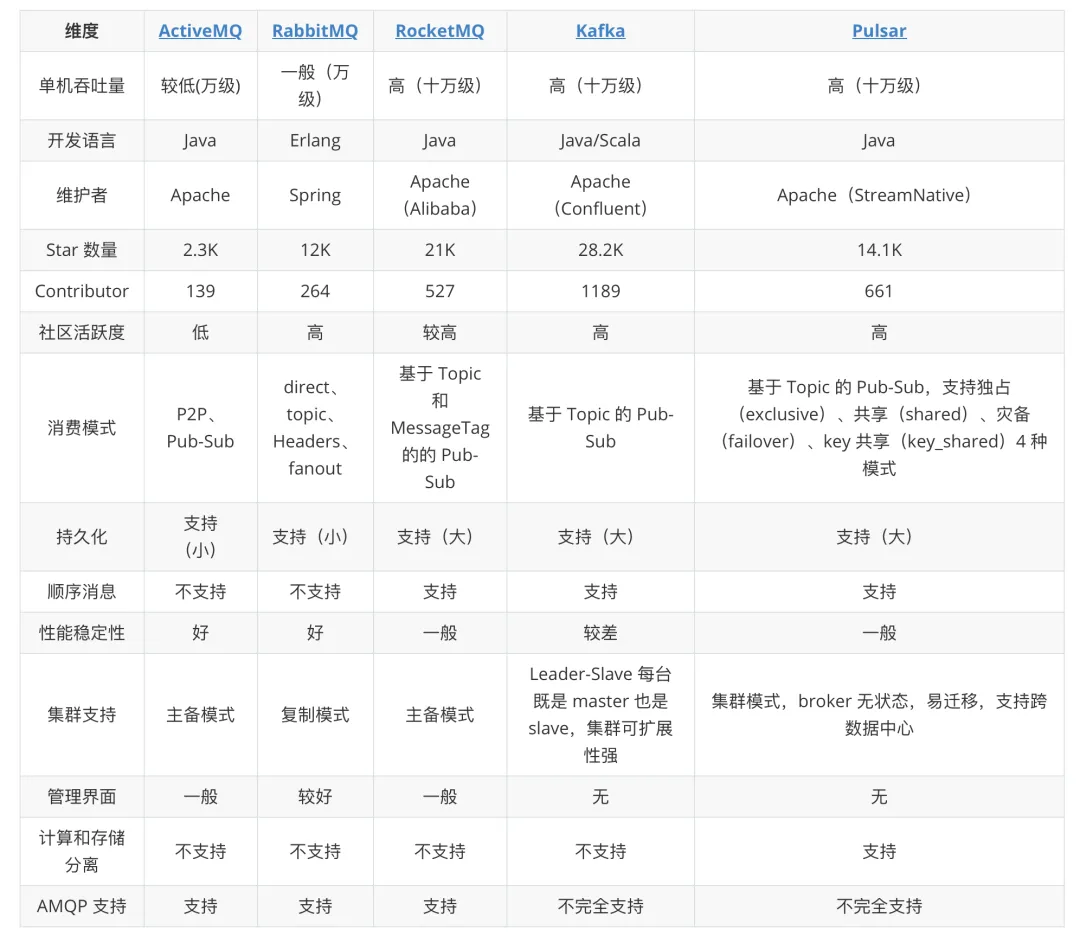 维度 ActiveMQ RabbitMQ RocketMQ Kafka Pulsar
单机吞吐量 较低(万级) 一般（万级） 高（十万级） 高（十万级） 高（十万级）
开发语言 Java Erlang Java Java/Scala Java
维护者 Apache Spring Apache（Alibaba） Apache（Confluent） Apache（StreamNative）
Star 数量 2.3K 12K 21K 28.2K 14.1K
Contributor 139 264 527 1189 661
社区活跃度 低 高 较高 高 高
消费模式 P2P、Pub-Sub direct、topic、Headers、fanout 基于 Topic 和 MessageTag 的的 Pub-Sub 基于 Topic 的 Pub-Sub 基于 Topic 的 Pub-Sub，支持独占（exclusive）、共享（shared）、灾备（failover）、key 共享（key_shared）4 种模式
持久化 支持（小） 支持（小） 支持（大） 支持（大） 支持（大）
顺序消息 不支持 不支持 支持 支持 支持
性能稳定性 好 好 一般 较差 一般
集群支持 主备模式 复制模式 主备模式 Leader-Slave 每台既是 master 也是 slave，集群可扩展性强 集群模式，broker 无状态，易迁移，支持跨数据中心
管理界面 一般 较好 一般 无 无
计算和存储分离 不支持 不支持 不支持 不支持 支持
AMQP 支持 支持 支持 支持 不完全支持 不完全支持